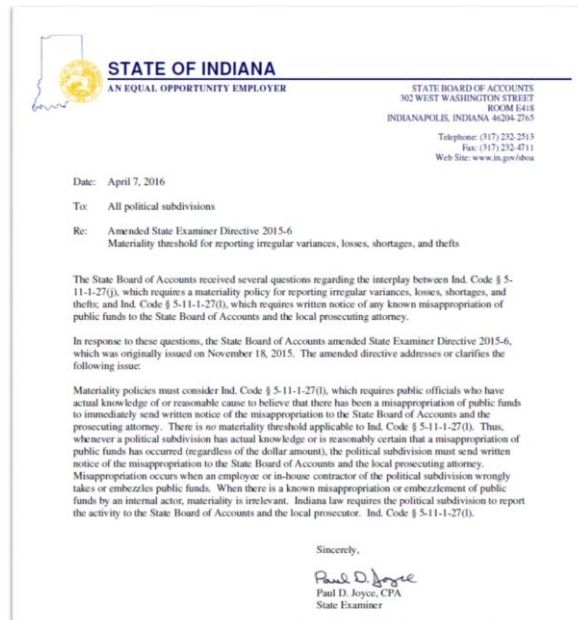 STATE OF INDIANA
AN EQUAL OPPORTUNITY EMPLOYER
STATE BOARD OF ACCOUNTS
302 WEST WASHINGTON STREET
ROOM E418
INDIANAPOLIS, INDIANA 46204-2765
Telephone: (317) 232-2513
Fax: (317) 232-4711
Web Site: www.in.gov/sboa
Date: April 7, 2016
To: All political subdivisions
Re: Amended State Examiner Directive 2015-6
Materiality threshold for reporting irregular variances, losses, shortages, and thefts
The State Board of Accounts received several questions regarding the interplay between Ind. Code § 5-
11-1-27(j), which requires a materiality policy for reporting irregular variances, losses, shortages, and
thefts; and Ind. Code § 5-11-1-27(l), which requires written notice of any known misappropriation of
public funds to the State Board of Accounts and the local prosecuting attorney.
In response to these questions, the State Board of Accounts amended State Examiner Directive 2015-6,
which was originally issued on November 18, 2015. The amended directive addresses or clarifies the
following issue:
Materiality policies must consider Ind. Code § 5-11-1-27(l), which requires public officials who have
actual knowledge of or reasonable cause to believe that there has been a misappropriation of public funds
to immediately send written notice of the misappropriation to the State Board of Accounts and the
prosecuting attorney. There is no materiality threshold applicable to Ind. Code § 5-11-1-27(l). Thus,
whenever a political subdivision has actual knowledge or is reasonably certain that a misappropriation of
public funds has occurred (regardless of the dollar amount), the political subdivision must send written
notice of the misappropriation to the State Board of Accounts and the local prosecuting attorney.
Misappropriation occurs when an employee or in-house contractor of the political subdivision wrongly
takes or embezzles public funds. When there is a known misappropriation or embezzlement of public
funds by an internal actor, materiality is irrelevant. Indiana law requires the political subdivision to report
the activity to the State Board of Accounts and the local prosecutor. Ind. Code § 5-11-1-27(l).
Sincerely,
Paul D. Joyce
Paul D. Joyce, CPA
State Examiner